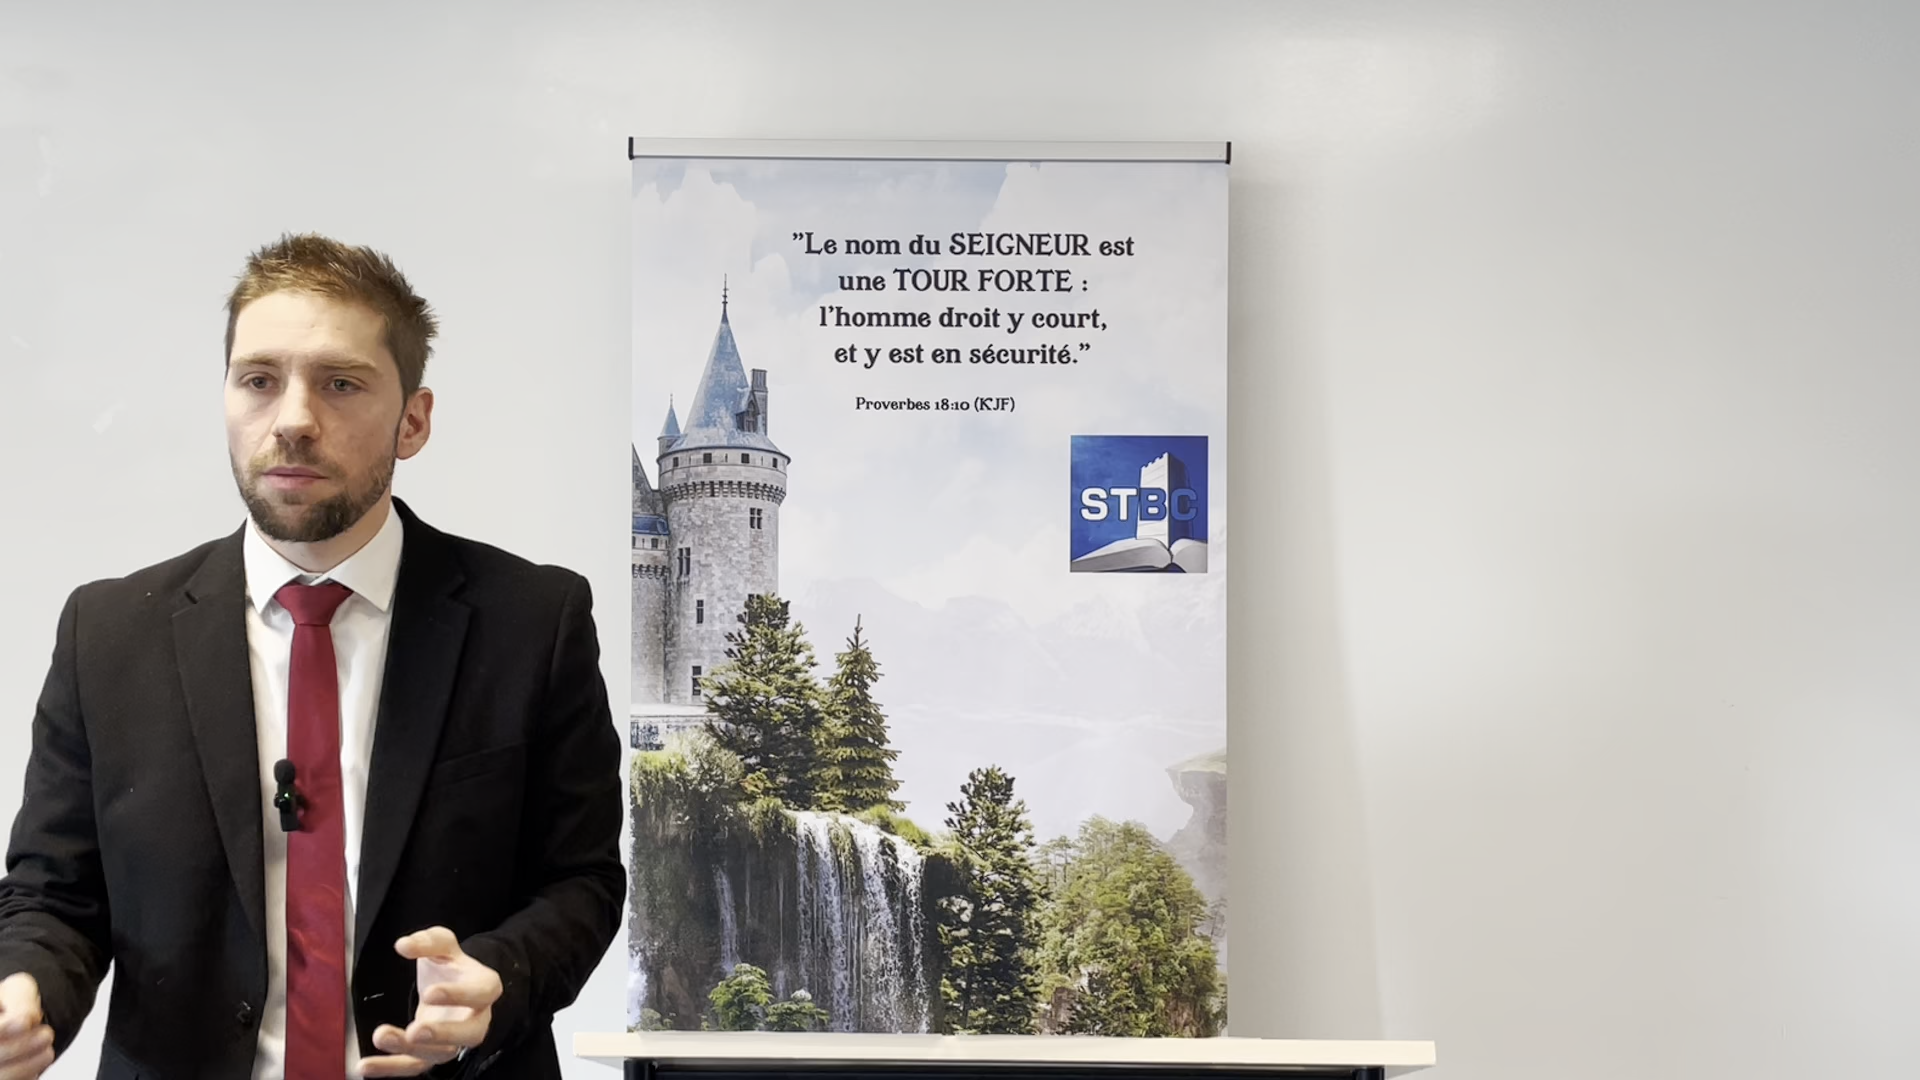 ”Le nom du SEIGNEUR est
une TOUR FORTE :
l’homme droit y court,
et y est en sécurité.”
Proverbes 18:10 (KJF)
STBC